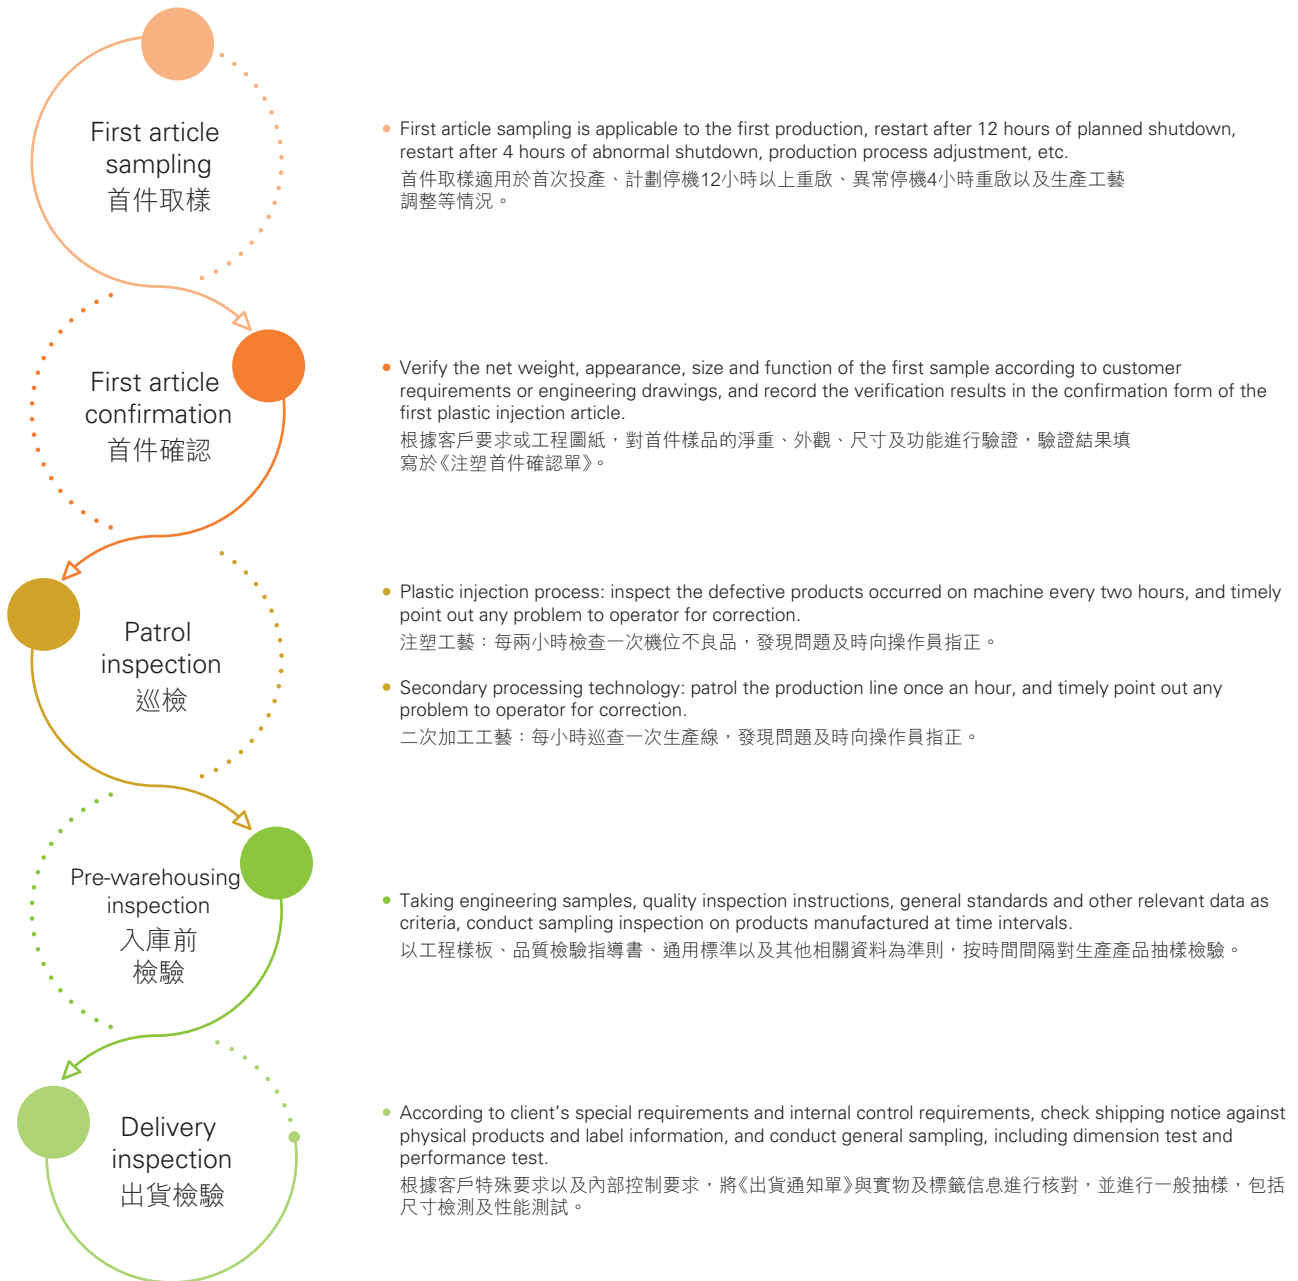 First article
sampling
首件取樣
First article sampling is applicable to the first production, restart after 12 hours of planned shutdown,
restart after 4 hours of abnormal shutdown, production process adjustment, etc.
首件取樣適用於首次投產、計劃停機12小時以上重啟、異常停機4小時重啟以及生產工藝
調整等情況。
First article
confirmation
首件確認
Verify the net weight, appearance, size and function of the first sample according to customer
requirements or engineering drawings, and record the verification results in the confirmation form of the
first plastic injection article.
根據客戶要求或工程圖紙，對首件樣品的淨重、外觀、尺寸及功能進行驗證，驗證結果填
寫於《注塑首件確認單》。
Patrol
inspection
巡檢
Plastic injection process: inspect the defective products occurred on machine every two hours, and timely
point out any problem to operator for correction.
注塑工藝：每兩小時檢查一次機位不良品，發現問題及時向操作員指正。
Secondary processing technology: patrol the production line once an hour, and timely point out any
problem to operator for correction.
二次加工工藝：每小時巡查一次生產線，發現問題及時向操作員指正。
Pre-warehousing
inspection
入庫前
檢驗
Taking engineering samples, quality inspection instructions, general standards and other relevant data as
criteria, conduct sampling inspection on products manufactured at time intervals.
以工程樣板、品質檢驗指導書、通用標準以及其他相關資料為準則，按時間間隔對生產產品抽樣檢驗。
Delivery
inspection
出貨檢驗
According to client’s special requirements and internal control requirements, check shipping notice against
physical products and label information, and conduct general sampling, including dimension test and
performance test.
根據客戶特殊要求以及內部控制要求，將《出貨通知單》與實物及標籤信息進行核對，並進行一般抽樣，包括
尺寸檢測及性能測試。